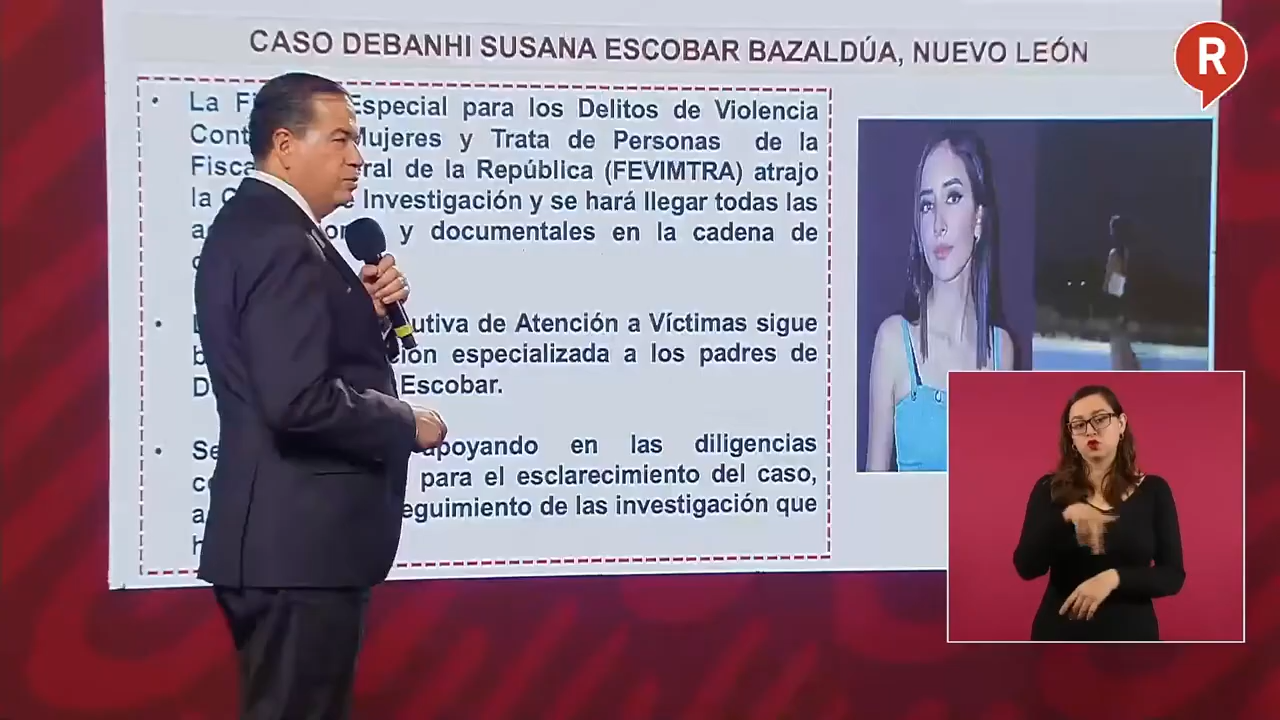 CASO DEBANHI SUSANA ESCOBAR BAZALDÚA, NUEVO LEÓN
R
• La Fi Especial para los Delitos de Violencia
Cont Mujeres y Trata de Personas de la
Fisca ral de la República (FEVIMTRA) atrajo
la C e Investigación y se hará llegar todas las
a y documentales en la cadena de
• utiva de Atención a Víctimas sigue
b ción especializada a los padres de
D Escobar.
• Se apoyando en las diligencias
c para el esclarecimiento del caso,
a eguimiento de las investigación que
h